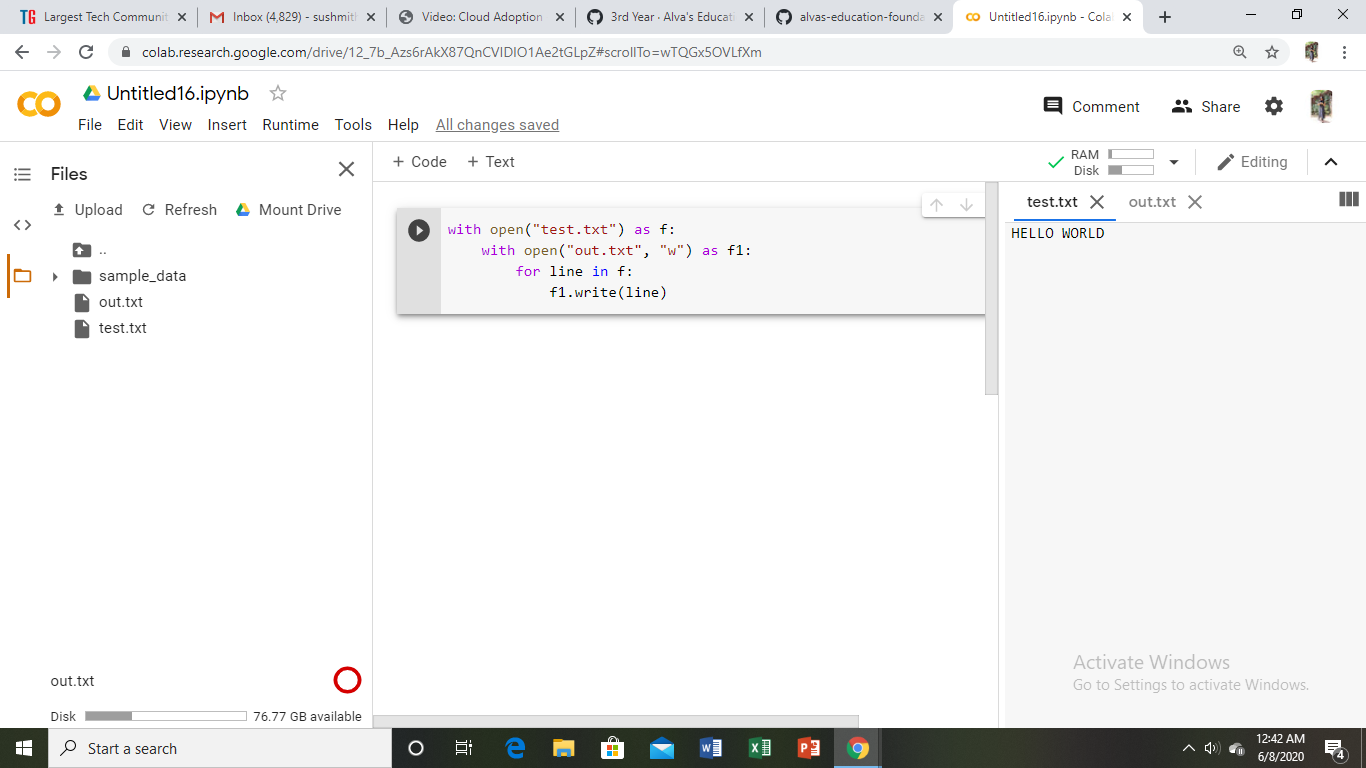 Largest Tech Communit
Inbox (4,829) - sushmith
Video: Cloud Adoption
3rd Year · Alva's Educati
alvas-education-founda
Untitled16.ipynb - Cola
colab.research.google.com/drive/12_7b_Azs6rAkX87QnCVIDIO1Ae2tGLpZ#scrollTo=wTQGx5OVLfXm
Untitled16.ipynb
Comment
Share
File Edit View Insert Runtime Tools Help All changes saved
Files
+ Code + Text
RAM
Disk
Editing
Upload Refresh Mount Drive
..
sample_data
out.txt
test.txt
with open("test.txt") as f:
    with open("out.txt", "w") as f1:
        for line in f:
            f1.write(line)
test.txt
out.txt
HELLO WORLD
Activate Windows
Go to Settings to activate Windows.
out.txt
Disk 76.77 GB available
Start a search
12:42 AM
6/8/2020
4